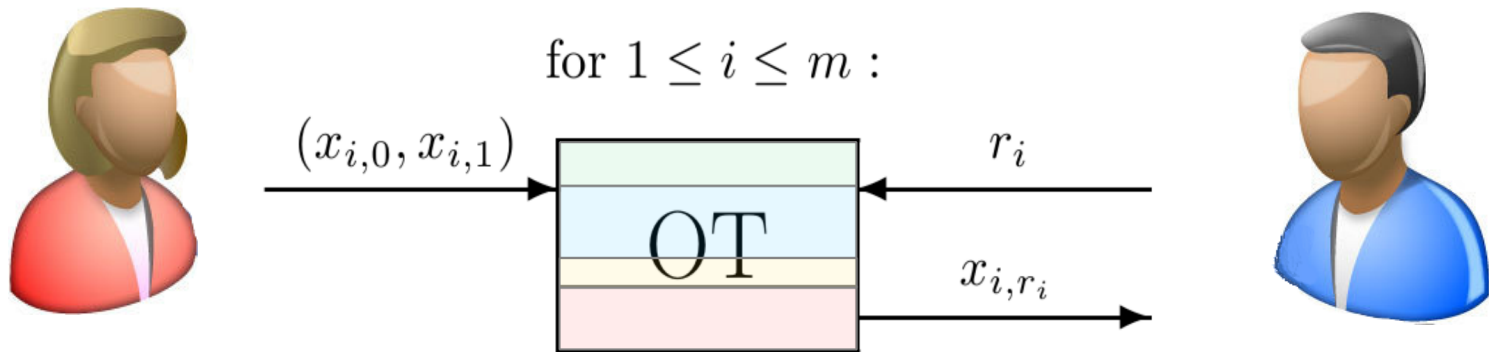 for 1 ≤ i ≤ m :
(x_{i,0}, x_{i,1})
r_i
OT
x_{i,r_i}